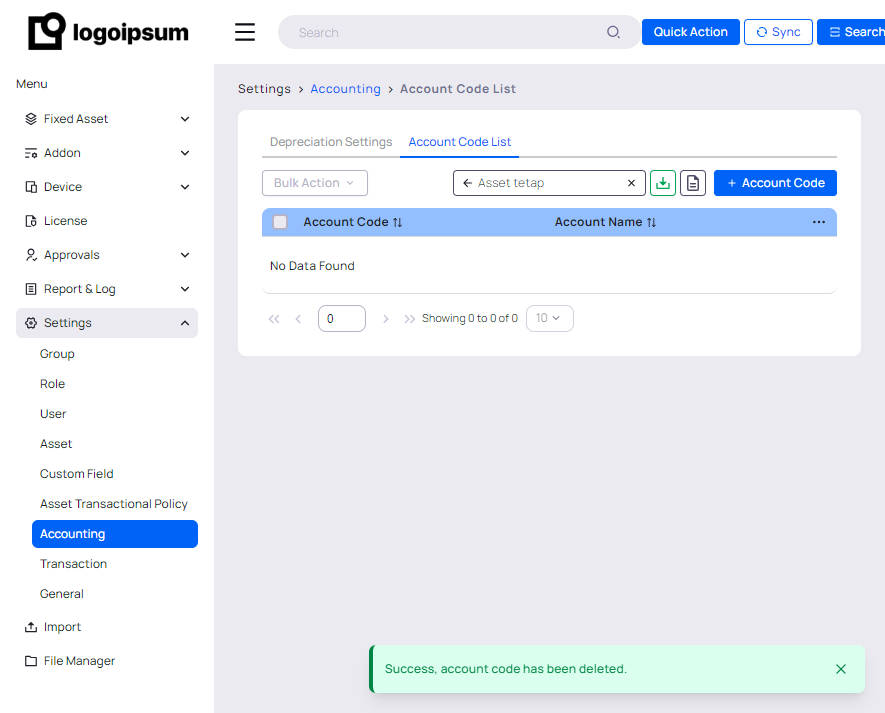 logoipsum
Search
Quick Action
Sync
Search
Menu
Fixed Asset
Addon
Device
License
Approvals
Report & Log
Settings
Group
Role
User
Asset
Custom Field
Asset Transactional Policy
Accounting
Transaction
General
Import
File Manager
Settings > Accounting > Account Code List
Depreciation Settings
Account Code List
Bulk Action
Asset tetap
+ Account Code
Account Code
Account Name
No Data Found
0
Showing 0 to 0 of 0
10
Success, account code has been deleted.